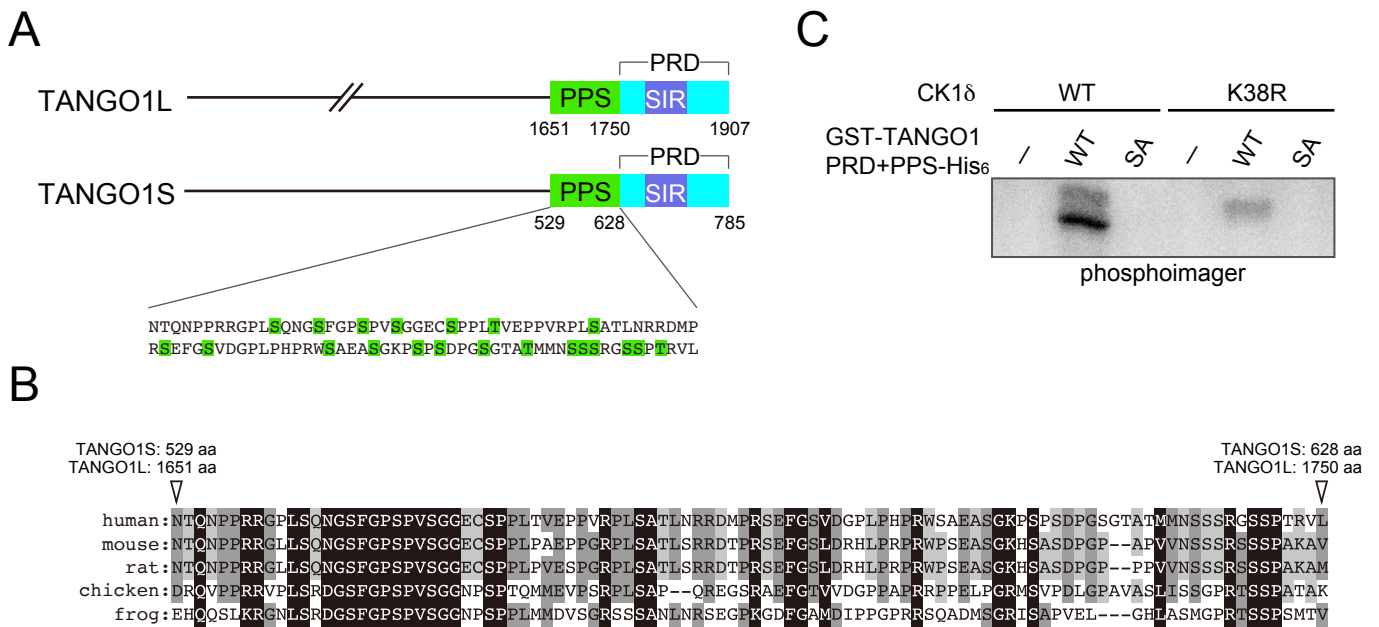 A
PRD
TANGO1L
PPS
SIR
1651 1750 1907
PRD
TANGO1S
PPS
SIR
529 628 785
NTQNPPRRGPLSQNGSFGPSPVSGGECSPPLTVEPPVRPLSATLNRRDMP
RSEFGSVDGPLPHPRWSAEASGKPSPSDPGSGTATMMNSSSRGSSPTRVL
C
CK1δ WT K38R
GST-TANGO1
PRD+PPS-His6
/ WT SA / WT SA
phosphoimager
B
TANGO1S: 529 aa
TANGO1L: 1651 aa
TANGO1S: 628 aa
TANGO1L: 1750 aa
human:NTQNPPRRGPLSQNGSFGPSPVSGGECSPPLTVEPPVRPLSATLNRRDMPRSEFGSVDGPLPHPRWSAEASGKPSPSDPGSGTATMMNSSSRGSSPTRVL
mouse:NTQNPPRRGLLSQNGSFGPSPVSGGECSPPLPAEPPGRPLSATLSRRDTPRSEFGSLDRHLPRPRWPSEASGKHSASDPGP--APVVNSSSRSSSPAKAV
rat:NTQNPPRRGLLSQNGSFGPSPVSGGECSPPLPVESPGRPLSATLSRRDTPRSEFGSLDRHLPRPRWPSEASGKHSASDPGP--PPVVNSSSRSSSPAKAM
chicken:DRQVPPRRVPLSRDGSFGPSPVSGGNPSPTQMMEVPSRPLSAP--QREGSRAEFGTVVDGPPAPRRPPELPGRMSVPDLGPAVASLISSGPRTSSPATAK
frog:EHQQSLKRGNLSRDGSFGPSPVSGGNPSPPLMMDVSGRSSSANLNRSEGPKGDFGAMDIPPGPRRSQADMSGRISAPVEL---GHLASMGPRTSSPSMTV